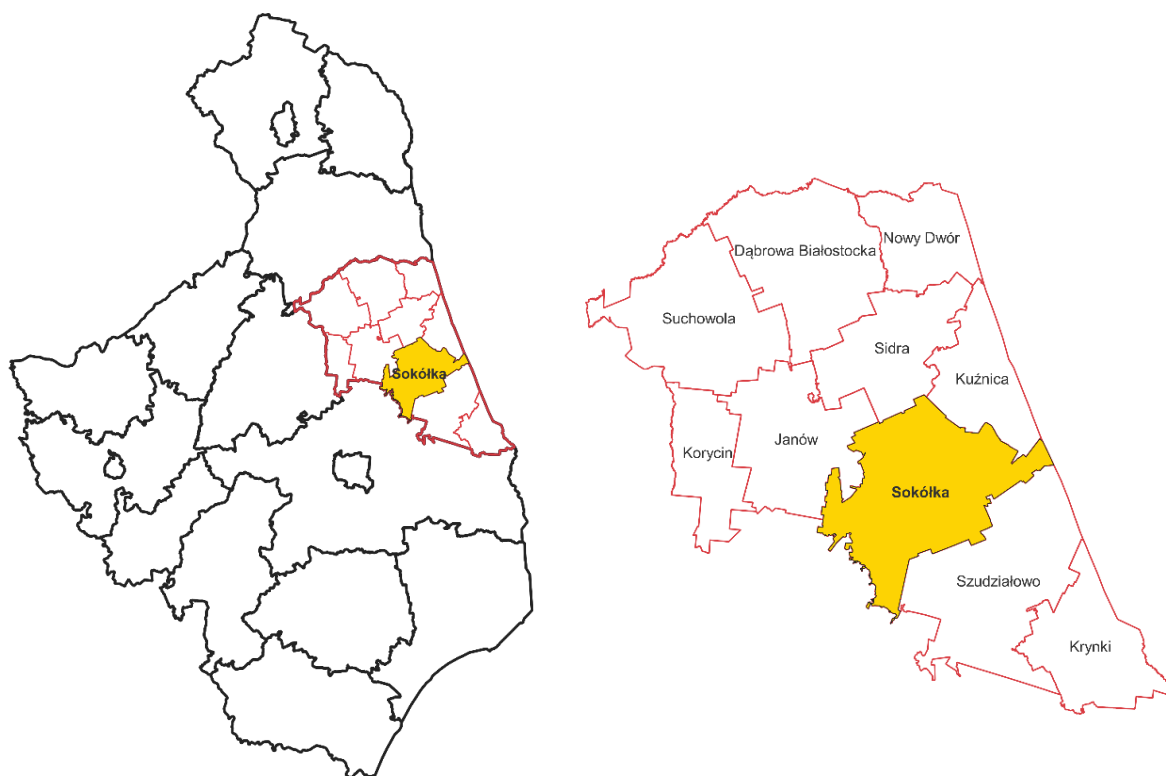 Sokółka
Nowy Dwór
Dąbrowa Białostocka
Suchowola
Sidra
Kuźnica
Janów
Korycin
Sokółka
Szudziałowo
Krynki